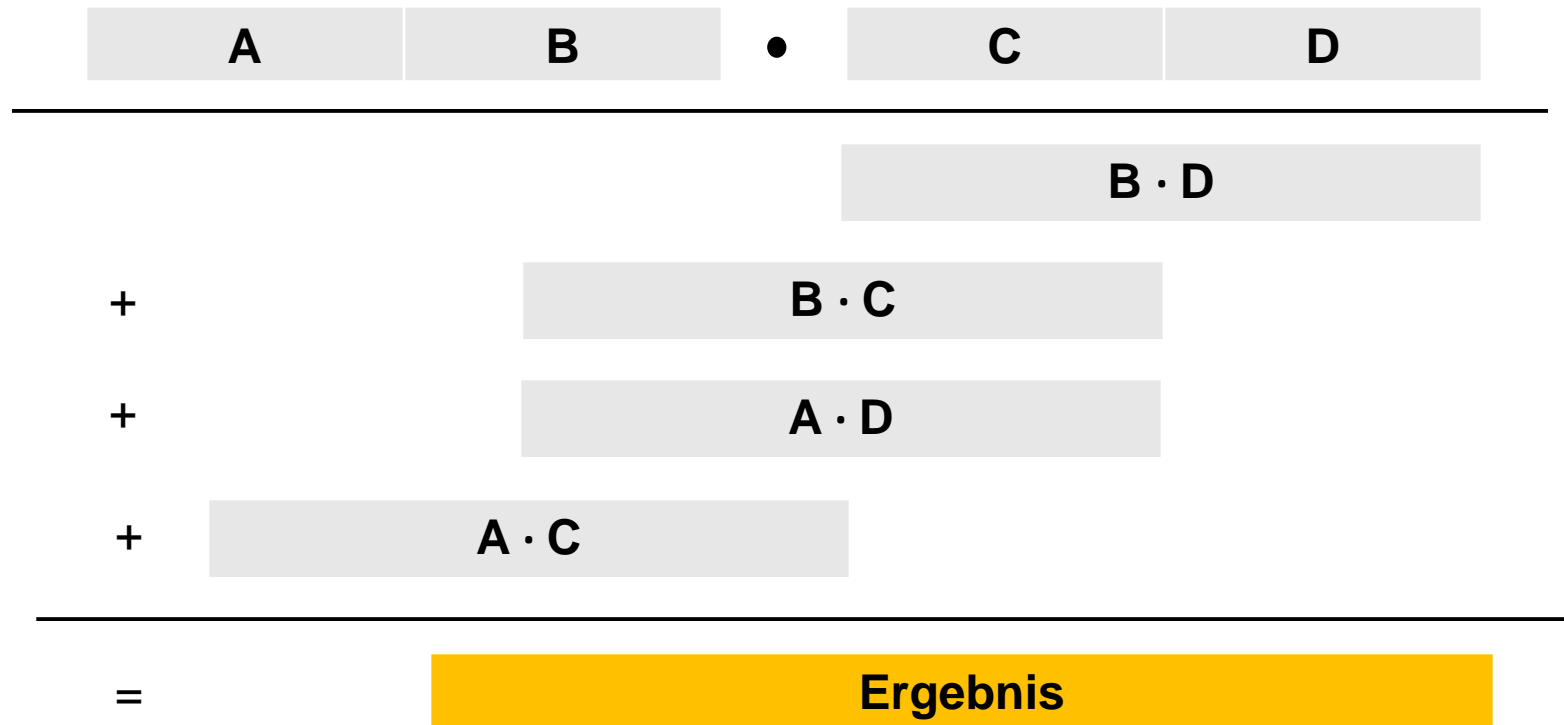 A B • C D
B · D
+ B · C
+ A · D
+ A · C
= Ergebnis